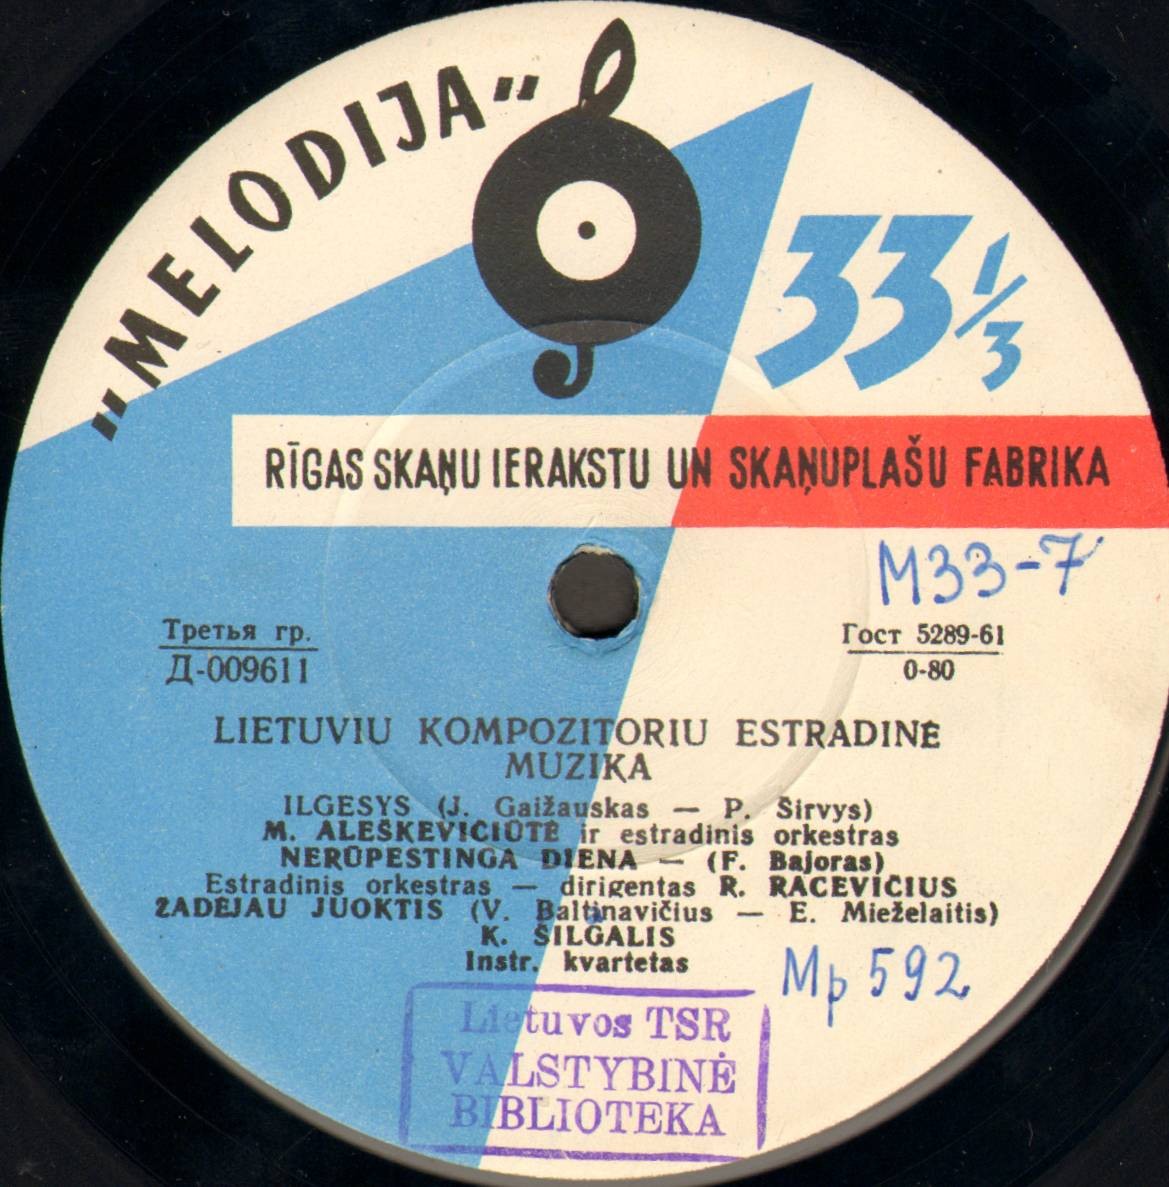 „MELODIJA”
33 1/3
RĪGAS SKAŅU IERAKSTU UN SKAŅUPLAŠU FABRIKA
M33-7
Третья гр.
Д-009611
Гост 5289-61
0-80
LIETUVIU KOMPOZITORIU ESTRADINĖ
MUZIKA
ILGESYS (J. Gaižauskas — P. Širvys)
M. ALEŠKEVIČIŪTĖ ir estradinis orkestras
NERŪPESTINGA DIENA — (F. Bajoras)
Estradinis orkestras — dirigentas R. RACEVIČIUS
ŽADĖJAU JUOKTIS (V. Baltinavičius — E. Mieželaitis)
K. ŠILGALIS
Instr. kvartetas
Mp 592
Lietuvos TSR
VALSTYBINĖ
BIBLIOTEKA